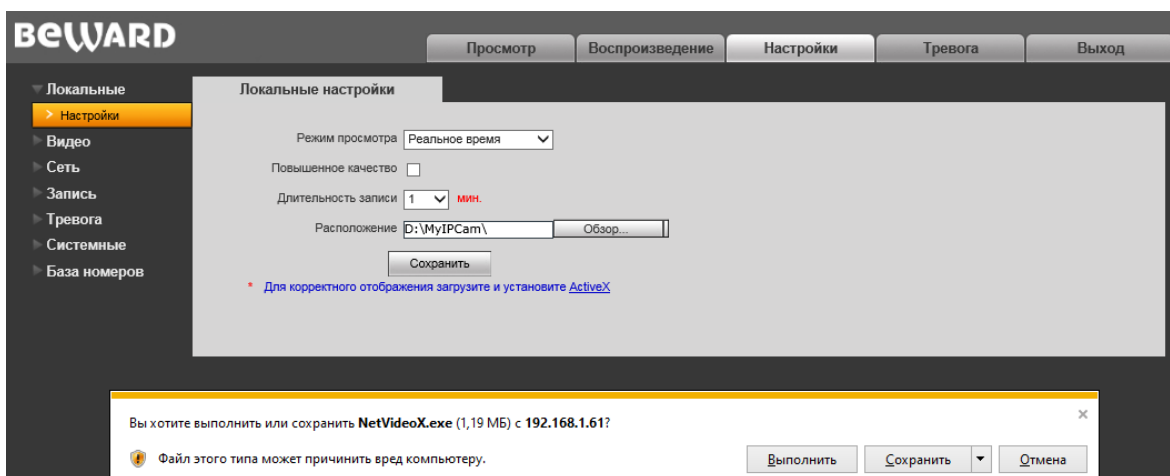 BEWARD
Просмотр Воспроизведение Настройки Тревога Выход
Локальные
> Настройки
Видео
Сеть
Запись
Тревога
Системные
База номеров
Локальные настройки
Режим просмотра Реальное время
Повышенное качество
Длительность записи 1 мин.
Расположение D:\MyIPCam\ Обзор...
Сохранить
* Для корректного отображения загрузите и установите ActiveX
Вы хотите выполнить или сохранить NetVideoX.exe (1,19 МБ) с 192.168.1.61? ×
Файл этого типа может причинить вред компьютеру. Выполнить Сохранить Отмена